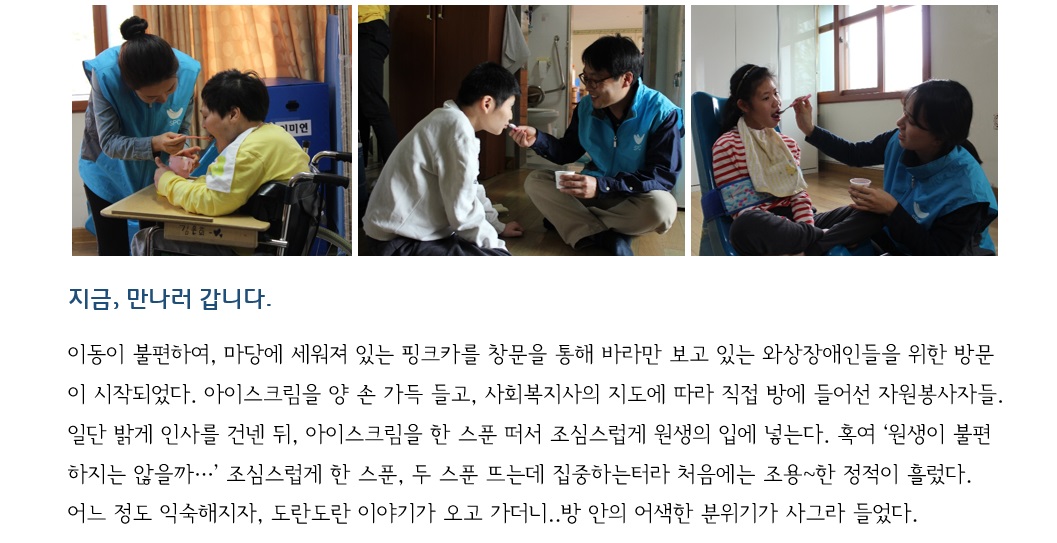 이미연
지금, 만나러 갑니다.
이동이 불편하여, 마당에 세워져 있는 핑크카를 창문을 통해 바라만 보고 있는 와상장애인들을 위한 방문
이 시작되었다. 아이스크림을 양 손 가득 들고, 사회복지사의 지도에 따라 직접 방에 들어선 자원봉사자들.
일단 밝게 인사를 건넨 뒤, 아이스크림을 한 스푼 떠서 조심스럽게 원생의 입에 넣는다. 혹여 ‘원생이 불편
하지는 않을까…’ 조심스럽게 한 스푼, 두 스푼 뜨는데 집중하는터라 처음에는 조용~한 정적이 흘렀다.
어느 정도 익숙해지자, 도란도란 이야기가 오고 가더니..방 안의 어색한 분위기가 사그라 들었다.